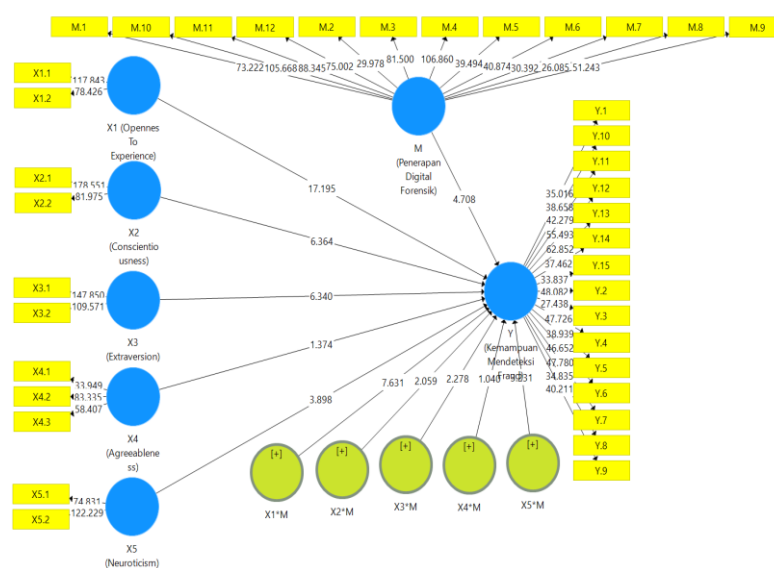 M.1 M.10 M.11 M.12 M.2 M.3 M.4 M.5 M.6 M.7 M.8 M.9
73.222 105.668 88.345 75.002 29.978 81.500 106.860 39.494 40.874 30.392 26.085 51.243
X1.1 117.843
X1.2 78.426
X1 (Opennes
To
Experience)
M
(Penerapan
Digital
Forensik)
17.195
4.708
X2.1 178.551
X2.2 81.975
X2
(Conscientio
usness)
6.364
X3.1 147.850
X3.2 109.571
X3
(Extraversion)
6.340
X4.1 33.949
X4.2 83.335
X4.3 58.407
X4
(Agreeablene
ss)
1.374
X5.1 74.831
X5.2 122.229
X5
(Neuroticism)
3.898
Y
(Kemampuan
Mendeteksi
Fraud)
7.631 2.059 2.278 1.040
[+] [+] [+] [+] [+]
X1*M X2*M X3*M X4*M X5*M
35.016
38.658
42.279
55.493
62.852
37.462
33.837
48.082
27.438
47.726
38.939
46.652
47.780
34.835
40.211
Y.1
Y.10
Y.11
Y.12
Y.13
Y.14
Y.15
Y.2
Y.3
Y.4
Y.5
Y.6
Y.7
Y.8
Y.9